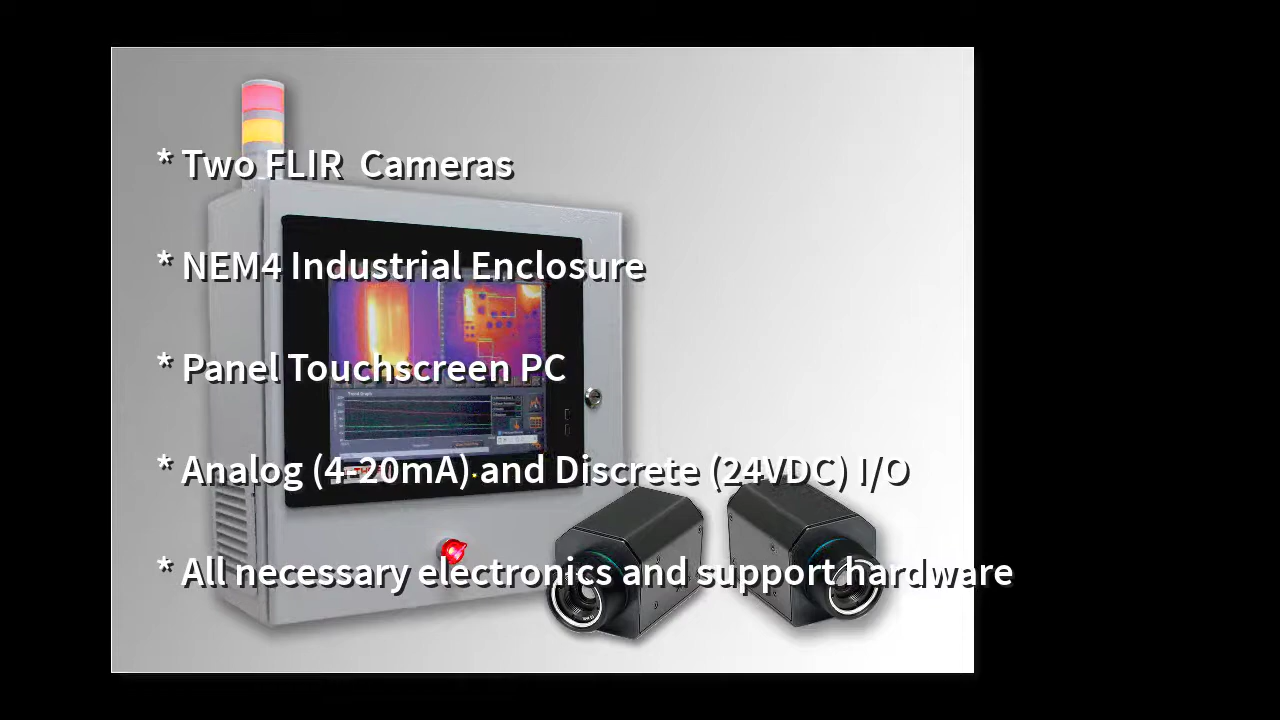 * Two FLIR Cameras
* NEM4 Industrial Enclosure
* Panel Touchscreen PC
* Analog (4-20mA) and Discrete (24VDC) I/O
* All necessary electronics and support hardware